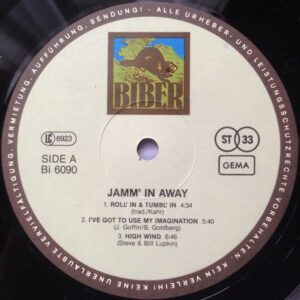 ALLE URHEBER- UND LEISTUNGSSCHUTZRECHTE VORBEHALTEN · KEIN VERLEIH! KEINE UNERLAUBTE VERVIELFÄLTIGUNG, VERMIETUNG, AUFFÜHRUNG, SENDUNG! ·
BIBER
LC 6923
ST 33
SIDE A
Bi 6090
GEMA
JAMM' IN AWAY
1. ROLL' IN & TUMBL' IN 4:34
(trad./Kahr)
2. I'VE GOT TO USE MY IMAGINATION 5:40
(J. Goffin/B. Goldberg)
3. HIGH WIND 6:46
(Steve & Bill Lupkin)